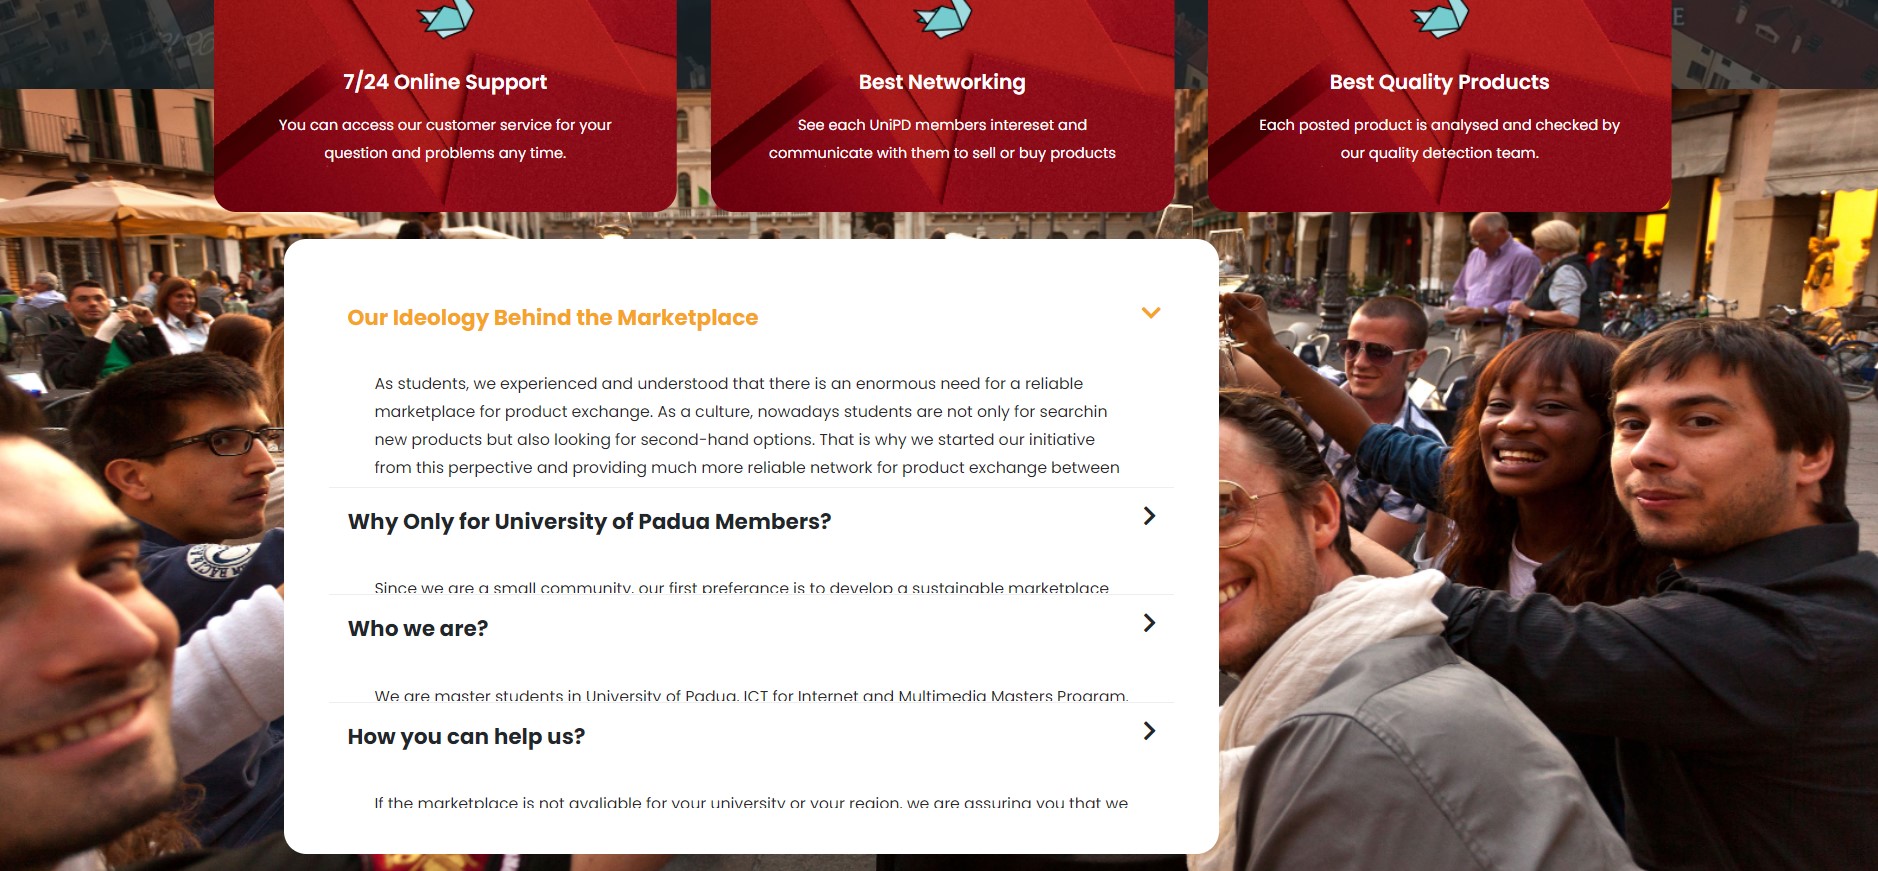 7/24 Online Support
You can access our customer service for your
question and problems any time.
Best Networking
See each UniPD members intereset and
communicate with them to sell or buy products
Best Quality Products
Each posted product is analysed and checked by
our quality detection team.
Our Ideology Behind the Marketplace
As students, we experienced and understood that there is an enormous need for a reliable
marketplace for product exchange. As a culture, nowadays students are not only for searchin
new products but also looking for second-hand options. That is why we started our initiative
from this perpective and providing much more reliable network for product exchange between
Why Only for University of Padua Members?
Since we are a small community, our first preferance is to develop a sustainable marketplace
Who we are?
We are master students in University of Padua, ICT for Internet and Multimedia Masters Program.
How you can help us?
If the marketplace is not avaliable for your university or your region, we are assuring you that we